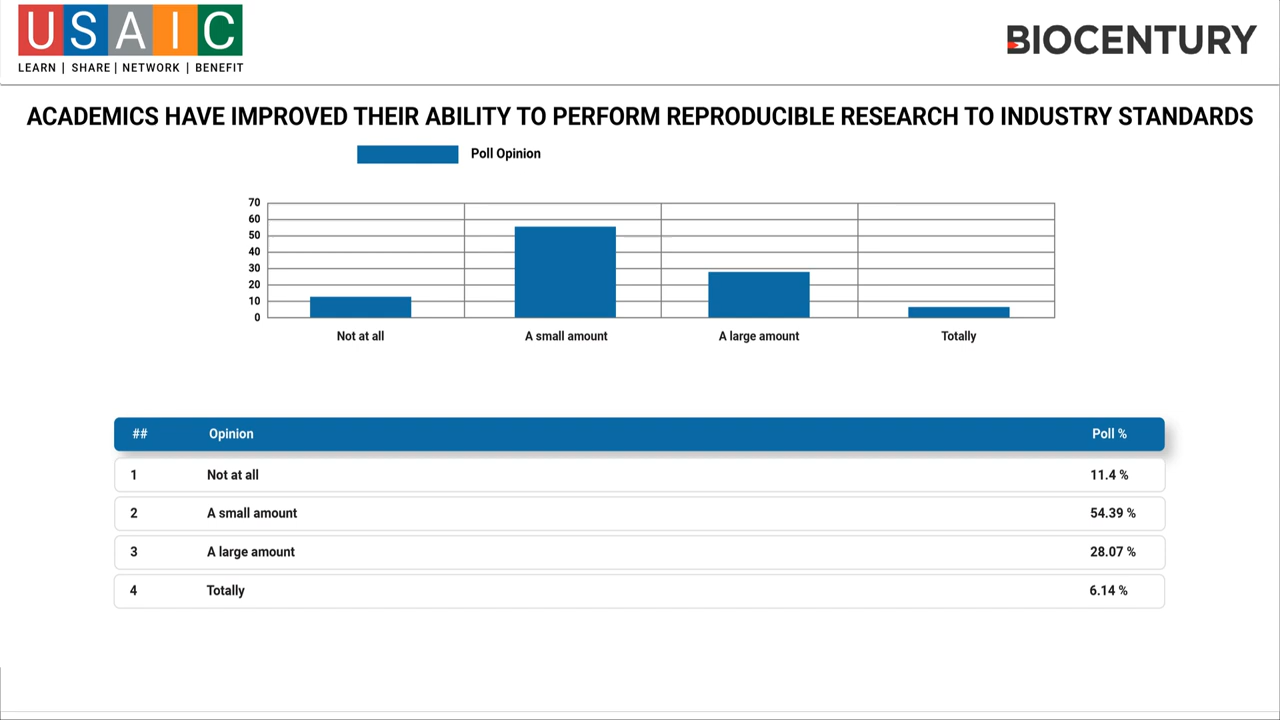 USAIC
LEARN | SHARE | NETWORK | BENEFIT
BIOCENTURY
ACADEMICS HAVE IMPROVED THEIR ABILITY TO PERFORM REPRODUCIBLE RESEARCH TO INDUSTRY STANDARDS
Poll Opinion
70
60
50
40
30
20
10
0
Not at all A small amount A large amount Totally
## Opinion Poll %
1 Not at all 11.4 %
2 A small amount 54.39 %
3 A large amount 28.07 %
4 Totally 6.14 %